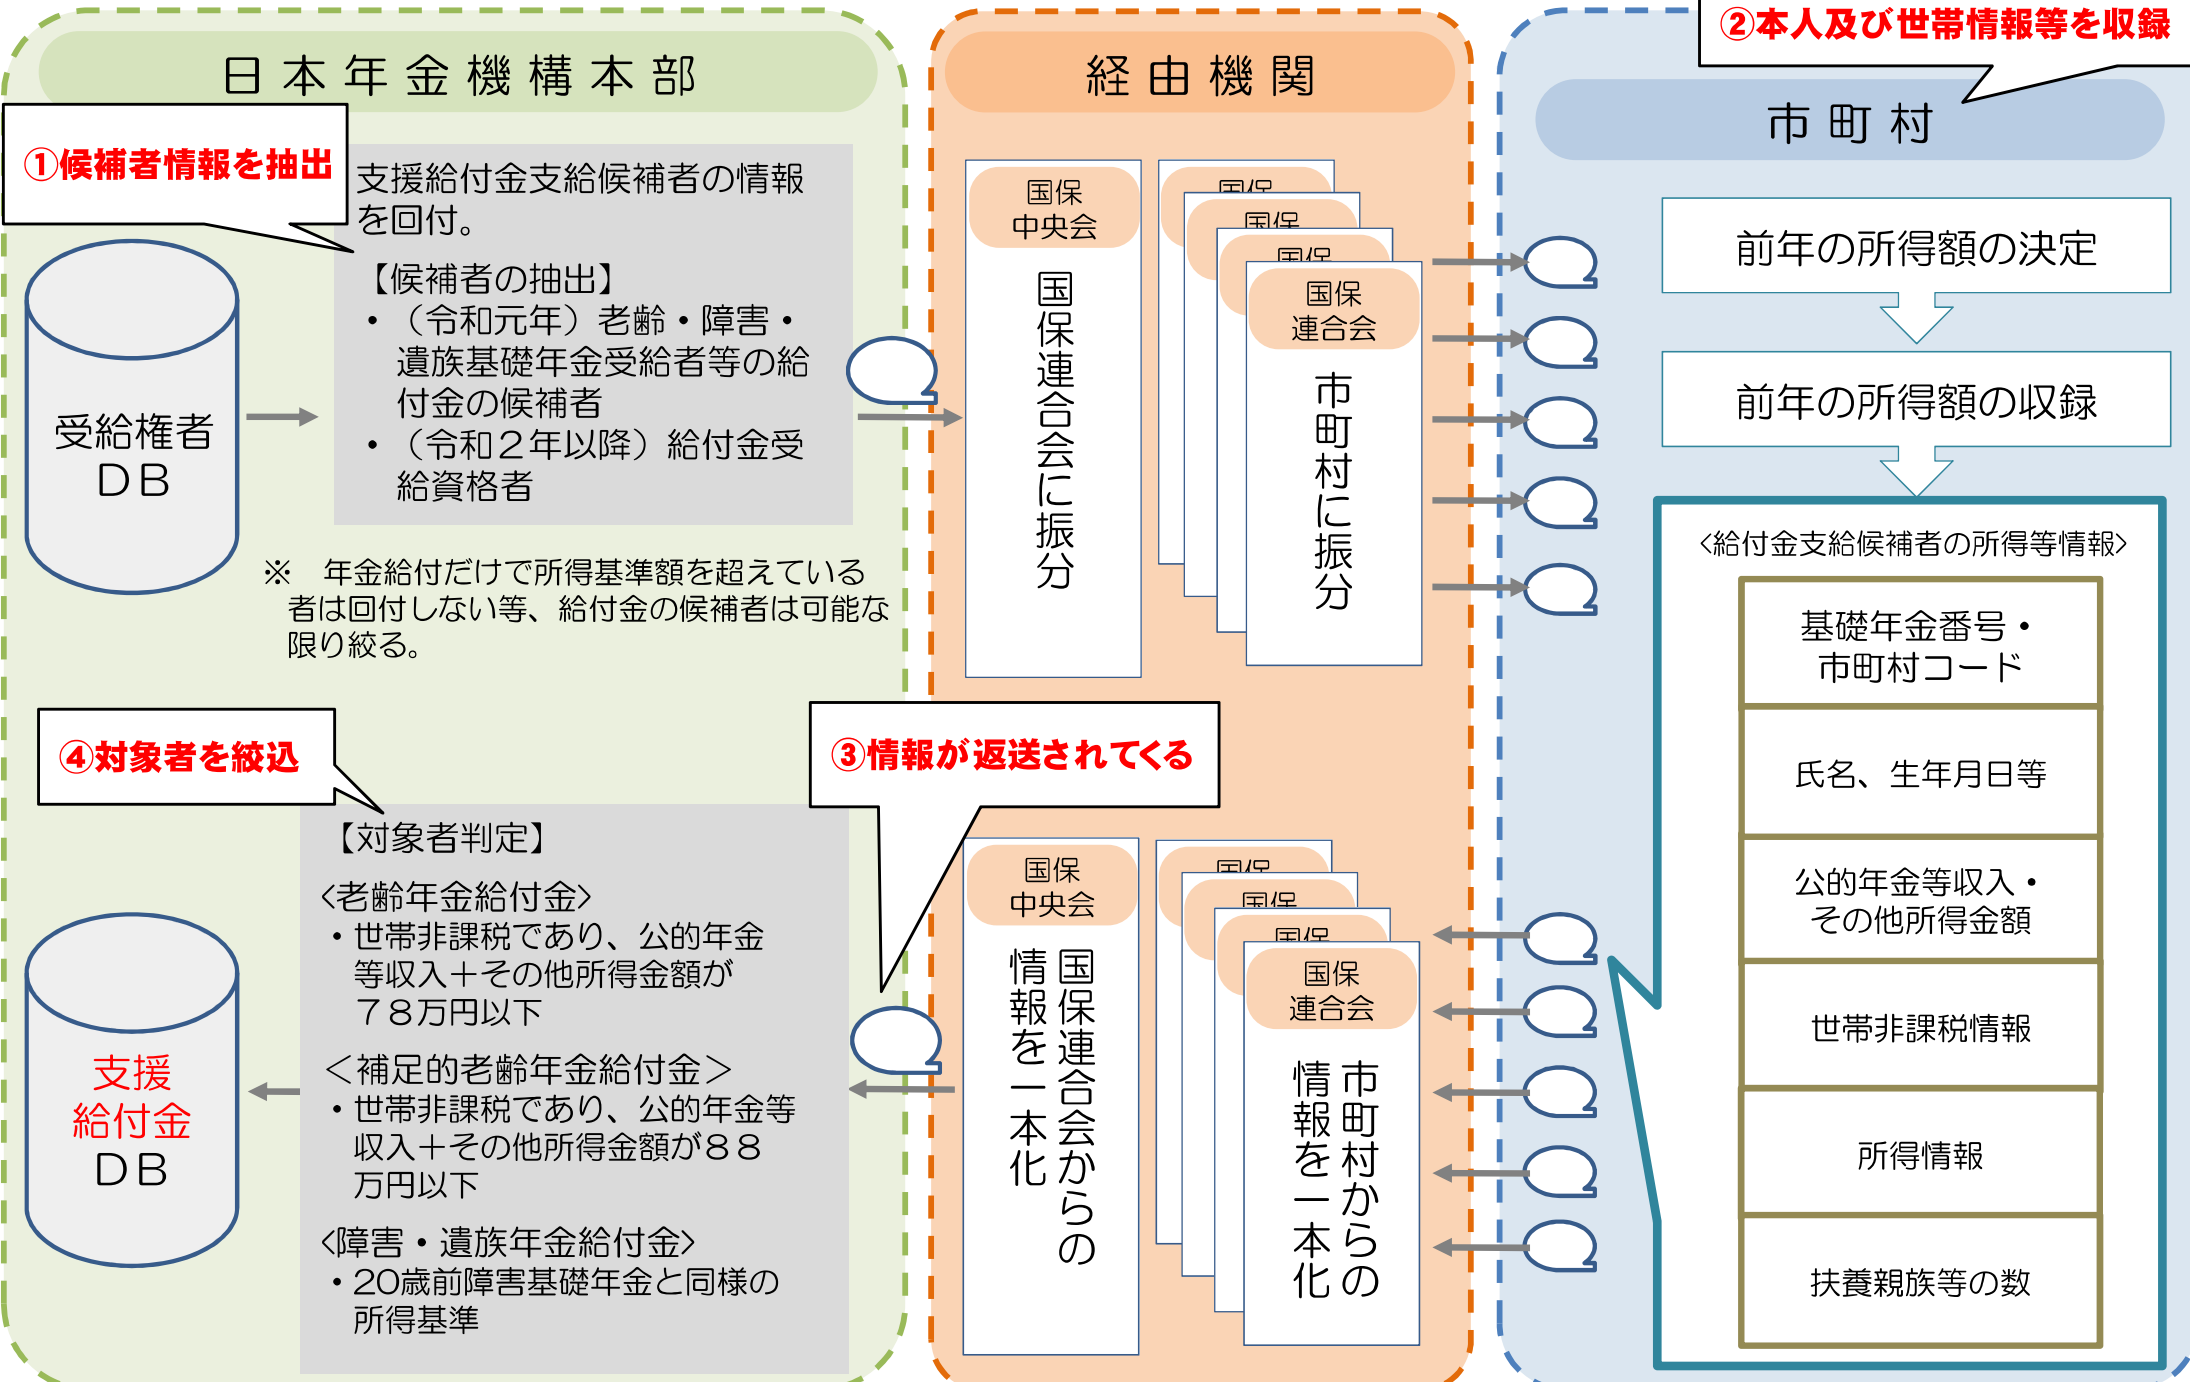 日本年金機構本部
①候補者情報を抽出
支援給付金支給候補者の情報
を回付。
【候補者の抽出】
・（令和元年）老齢・障害・
遺族基礎年金受給者等の給
付金の候補者
・（令和２年以降）給付金受
給資格者
受給権者
ＤＢ
※　年金給付だけで所得基準額を超えている
者は回付しない等、給付金の候補者は可能な
限り絞る。
④対象者を絞込
【対象者判定】
<老齢年金給付金>
・世帯非課税であり、公的年金
等収入＋その他所得金額が
７８万円以下
＜補足的老齢年金給付金＞
・世帯非課税であり、公的年金等
収入＋その他所得金額が８８
万円以下
<障害・遺族年金給付金>
・20歳前障害基礎年金と同様の
所得基準
支援
給付金
ＤＢ
経由機関
国保
中央会
国保連合会に振分
国保
国保
国保
国保
連合会
市町村に振分
③情報が返送されてくる
国保
中央会
国保連合会からの
情報を一本化
国保
国保
国保
国保
連合会
市町村からの
情報を一本化
②本人及び世帯情報等を収録
市町村
前年の所得額の決定
前年の所得額の収録
<給付金支給候補者の所得等情報>
基礎年金番号・
市町村コード
氏名、生年月日等
公的年金等収入・
その他所得金額
世帯非課税情報
所得情報
扶養親族等の数